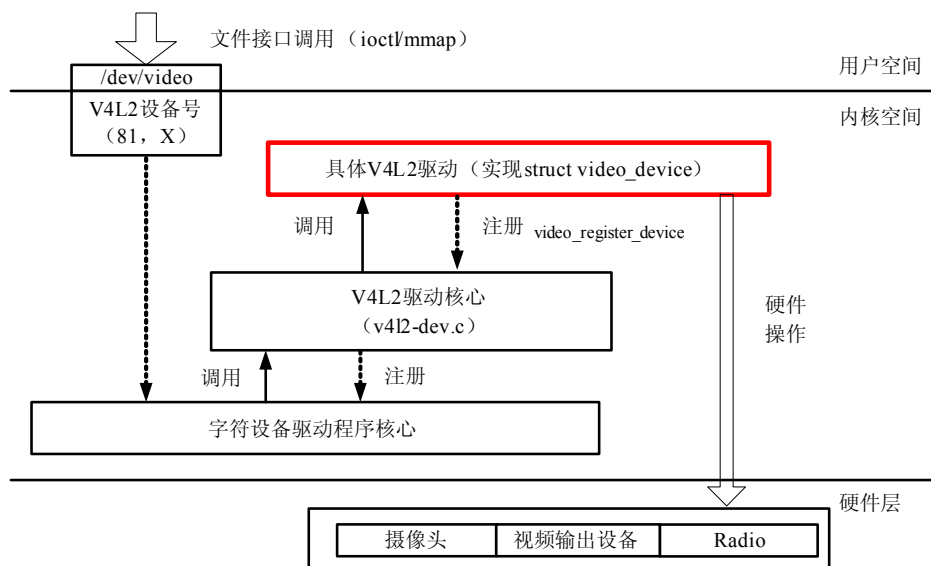 文件接口调用（ioctl/mmap）
/dev/video
用户空间
V4L2设备号
（81，X）
内核空间
具体V4L2驱动（实现struct video_device）
调用
注册 video_register_device
V4L2驱动核心
（v4l2-dev.c）
硬件
操作
调用
注册
字符设备驱动程序核心
硬件层
摄像头
视频输出设备
Radio